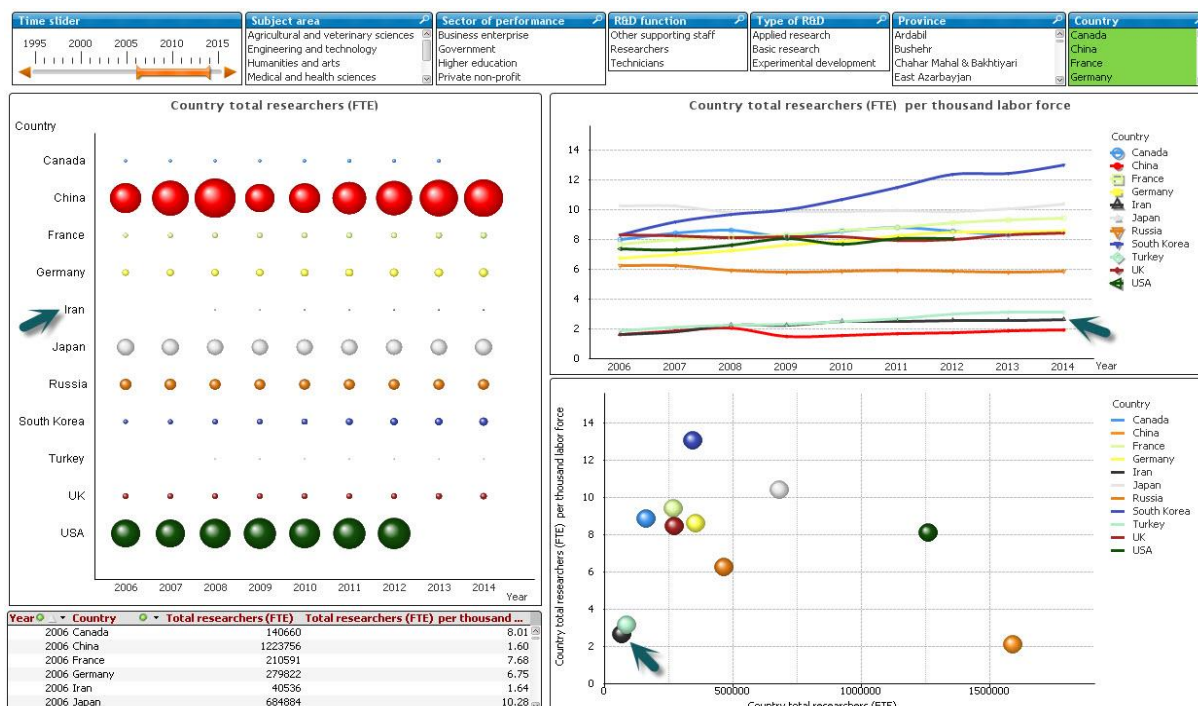 Time slider
1995 2000 2005 2010 2015
Subject area
Agricultural and veterinary sciences
Engineering and technology
Humanities and arts
Medical and health sciences
Sector of performance
Business enterprise
Government
Higher education
Private non-profit
R&D function
Other supporting staff
Researchers
Technicians
Type of R&D
Applied research
Basic research
Experimental development
Province
Ardabil
Bushehr
Chahar Mahal & Bakhtiyari
East Azarbayjan
Country
Canada
China
France
Germany
Country total researchers (FTE)
Country
Canada
China
France
Germany
Iran
Japan
Russia
South Korea
Turkey
UK
USA
2006 2007 2008 2009 2010 2011 2012 2013 2014
Year
Country total researchers (FTE) per thousand labor force
14
12
10
8
6
4
2
0
2006 2007 2008 2009 2010 2011 2012 2013 2014 Year
Country
Canada
China
France
Germany
Iran
Japan
Russia
South Korea
Turkey
UK
USA
Country total researchers (FTE) per thousand labor force
14
12
10
8
6
4
2
0
0 500000 1000000 1500000
Country total researchers (FTE)
Country
Canada
China
France
Germany
Iran
Japan
Russia
South Korea
Turkey
UK
USA
Year Country Total researchers (FTE) Total researchers (FTE) per thousand ...
2006 Canada 140660 8.01
2006 China 1223756 1.60
2006 France 210591 7.68
2006 Germany 279822 6.75
2006 Iran 40536 1.64
2006 Japan 684884 10.28